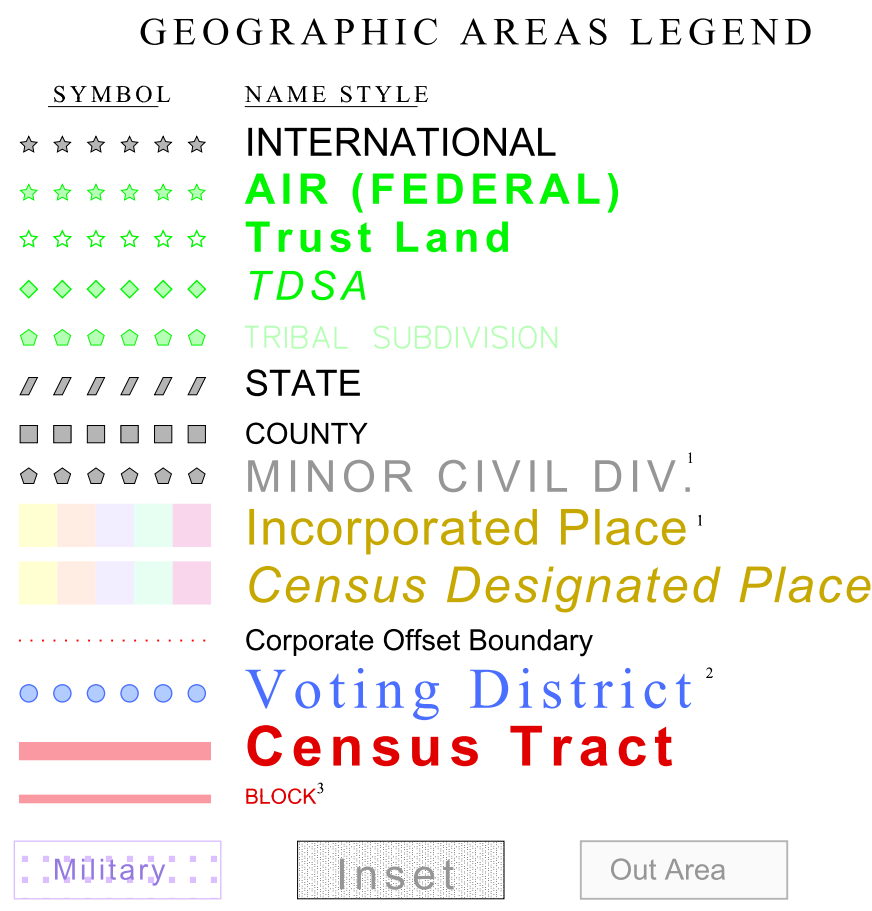 GEOGRAPHIC AREAS LEGEND
SYMBOL NAME STYLE
INTERNATIONAL
AIR (FEDERAL)
Trust Land
TDSA
TRIBAL SUBDIVISION
STATE
COUNTY
MINOR CIVIL DIV.¹
Incorporated Place ¹
Census Designated Place
Corporate Offset Boundary
Voting District ²
Census Tract
BLOCK³
Military Inset Out Area